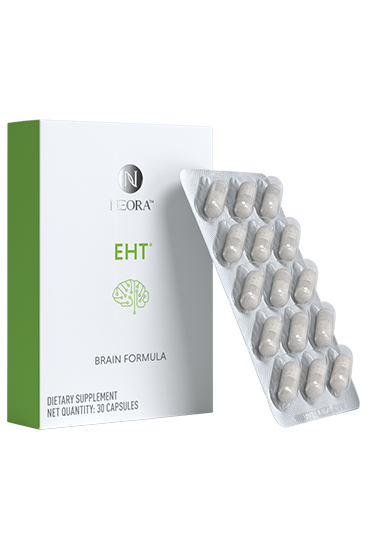 NEORA™
EHT®
BRAIN FORMULA
DIETARY SUPPLEMENT
NET QUANTITY: 30 CAPSULES